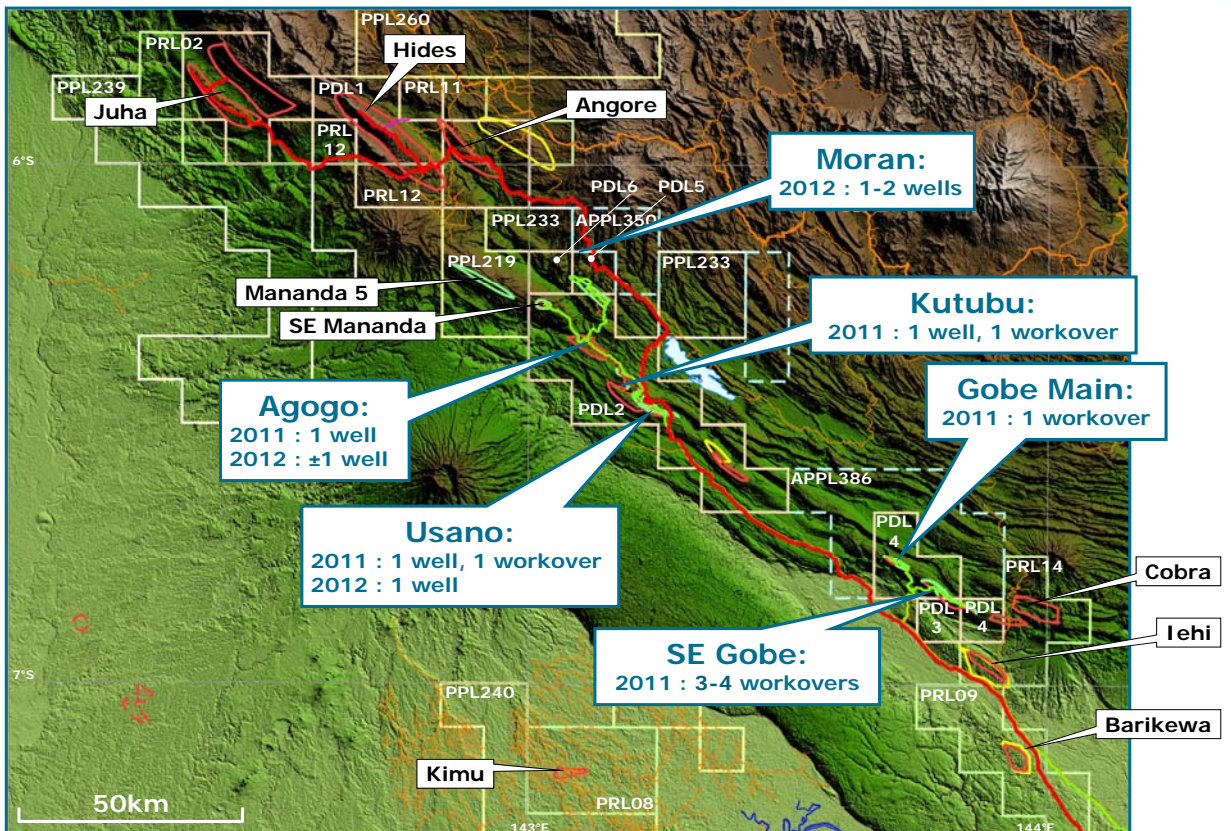 PPL260
PRL02
Hides
PPL239
PDL1
PRL11
Juha
Angore
PRL
12
6°S
Moran:
2012 : 1-2 wells
PDL6
PDL5
PRL12
PPL233
APPL350
PPL219
PPL233
Mananda 5
SE Mananda
Kutubu:
2011 : 1 well, 1 workover
Agogo:
2011 : 1 well
2012 : ±1 well
PDL2
Gobe Main:
2011 : 1 workover
APPL386
Usano:
2011 : 1 well, 1 workover
2012 : 1 well
PDL
4
PRL14
Cobra
PDL
3
PDL
4
Iehi
SE Gobe:
2011 : 3-4 workovers
7°S
PPL240
PRL09
Barikewa
Kimu
50km
PRL08
143°E
144°E